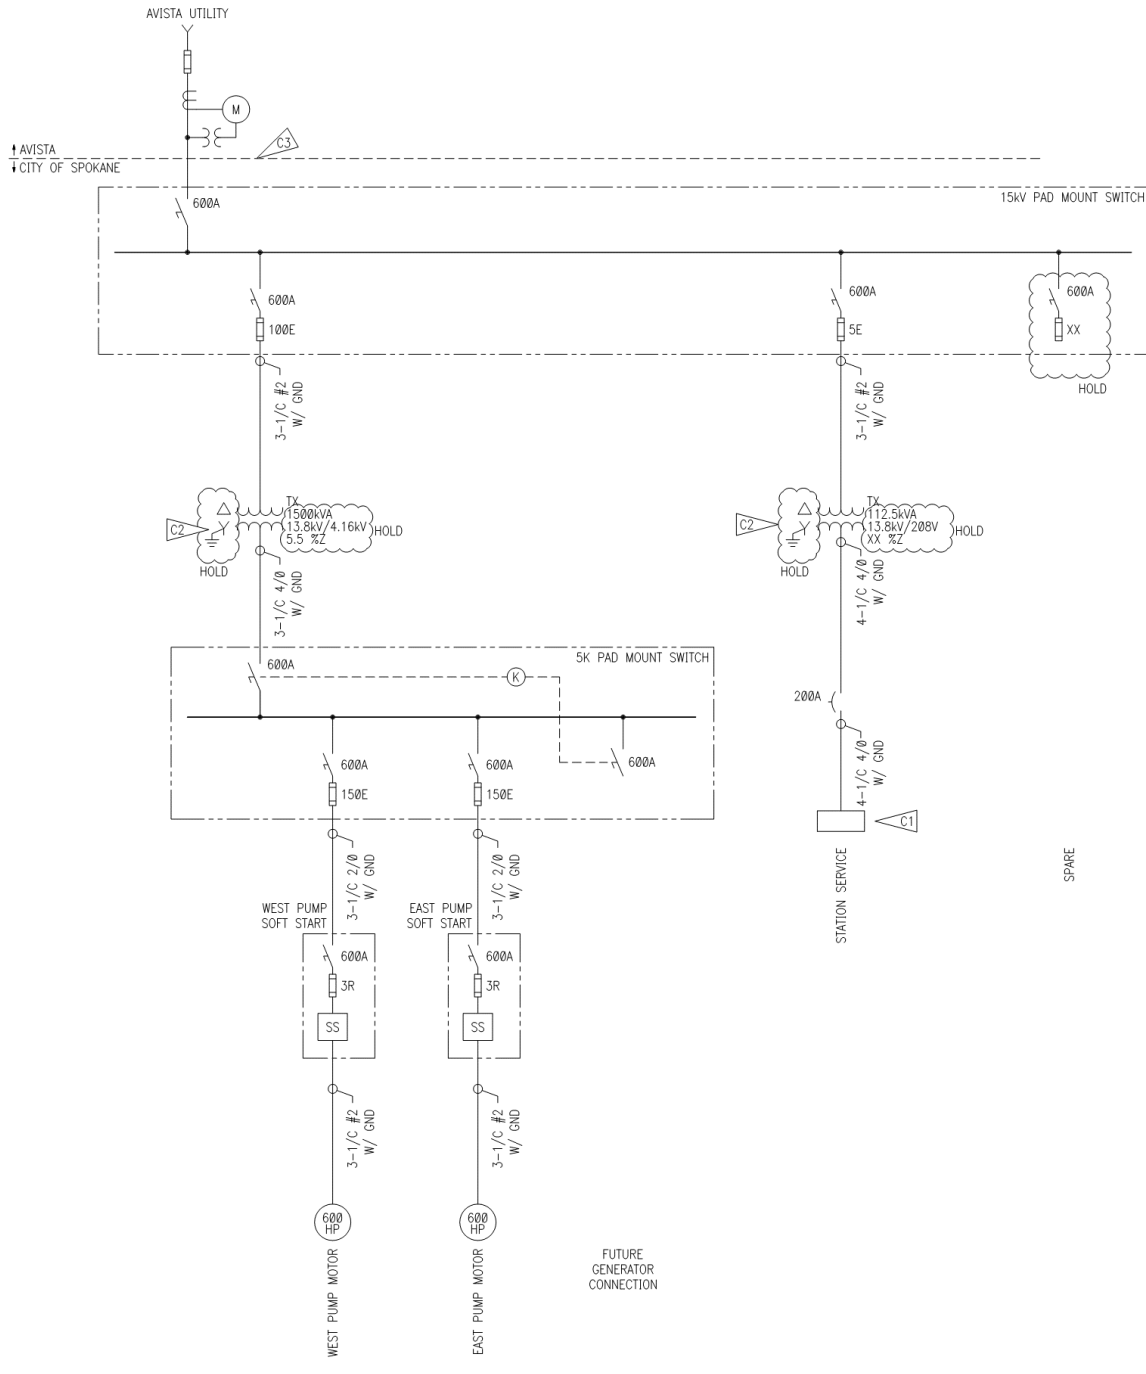 AVISTA UTILITY
M
C3
AVISTA
CITY OF SPOKANE
15kV PAD MOUNT SWITCH
600A
600A
100E
600A
5E
600A
XX
HOLD
3-1/C #2
W/ GND
3-1/C #2
W/ GND
C2
HOLD
TX
1500kVA
13.8kV/4.16kV
5.5 %Z
HOLD
C2
HOLD
TX
112.5kVA
13.8kV/208V
XX %Z
HOLD
3-1/C 4/0
W/ GND
4-1/C 4/0
W/ GND
5K PAD MOUNT SWITCH
600A
K
600A
150E
600A
150E
600A
200A
4-1/C 4/0
W/ GND
C1
STATION SERVICE
SPARE
3-1/C 2/0
W/ GND
3-1/C 2/0
W/ GND
WEST PUMP
SOFT START
600A
3R
SS
EAST PUMP
SOFT START
600A
3R
SS
3-1/C #2
W/ GND
3-1/C #2
W/ GND
600
HP
WEST PUMP MOTOR
600
HP
EAST PUMP MOTOR
FUTURE
GENERATOR
CONNECTION